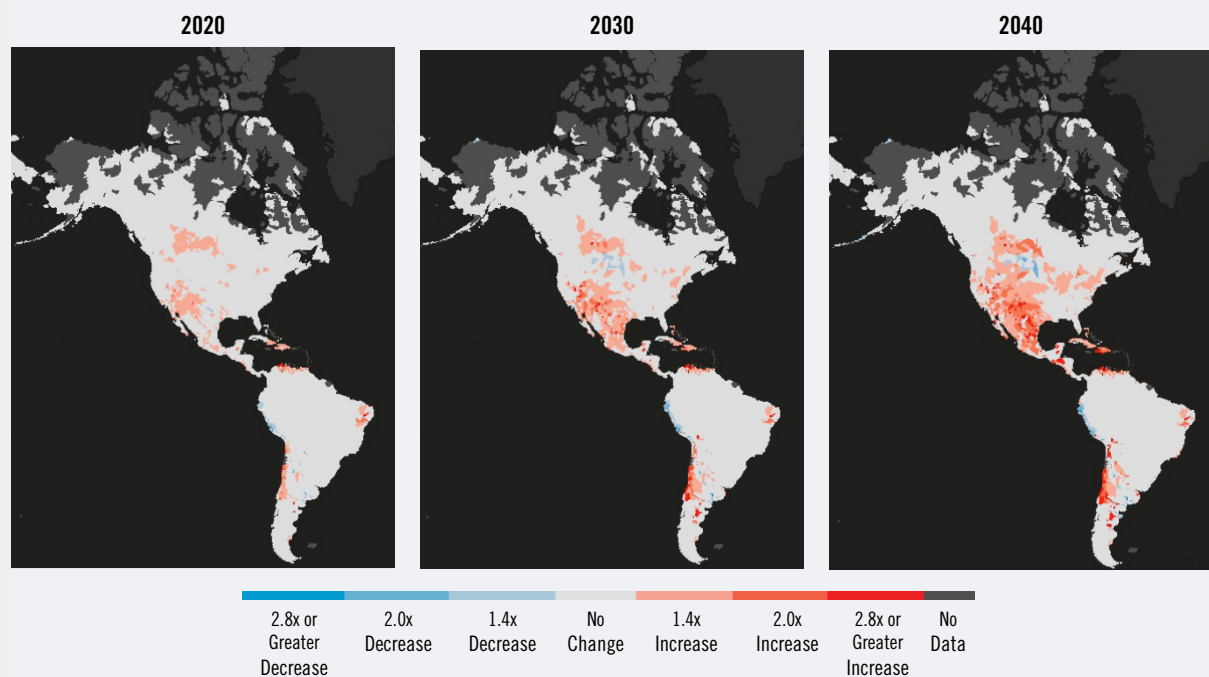 2020
2030
2040
2.8x or
Greater
Decrease
2.0x
Decrease
1.4x
Decrease
No
Change
1.4x
Increase
2.0x
Increase
2.8x or
Greater
Increase
No
Data